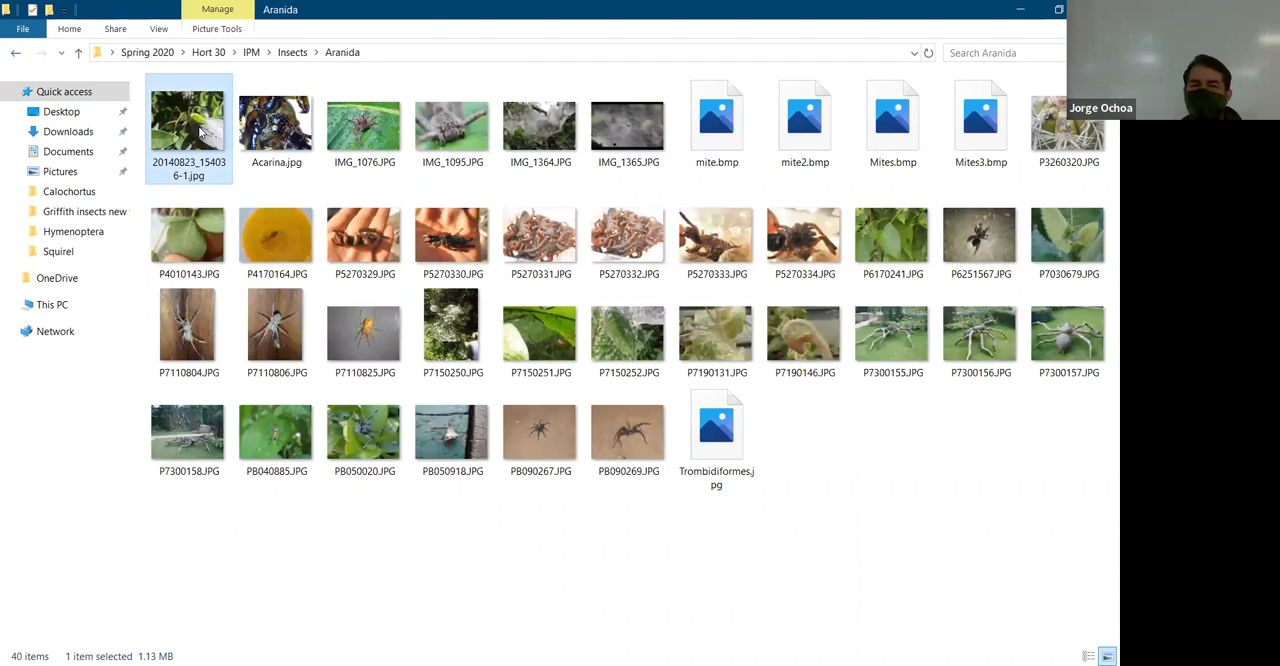 Manage
Aranida
File
Home
Share
View
Picture Tools
Spring 2020
Hort 30
IPM
Insects
Aranida
Search Aranida
Quick access
Desktop
Downloads
Documents
Pictures
Calochortus
Griffith insects new
Hymenoptera
Squirel
OneDrive
This PC
Network
20140823_15403
6-1.jpg
Acarina.jpg
IMG_1076.JPG
IMG_1095.JPG
IMG_1364.JPG
IMG_1365.JPG
mite.bmp
mite2.bmp
Mites.bmp
Mites3.bmp
P3260320.JPG
P4010143.JPG
P4170164.JPG
P5270329.JPG
P5270330.JPG
P5270331.JPG
P5270332.JPG
P5270333.JPG
P5270334.JPG
P6170241.JPG
P6251567.JPG
P7030679.JPG
P7110804.JPG
P7110806.JPG
P7110825.JPG
P7150250.JPG
P7150251.JPG
P7150252.JPG
P7190131.JPG
P7190146.JPG
P7300155.JPG
P7300156.JPG
P7300157.JPG
P7300158.JPG
PB040885.JPG
PB050020.JPG
PB050918.JPG
PB090267.JPG
PB090269.JPG
Trombidiformes.j
pg
40 items
1 item selected 1.13 MB
Jorge Ochoa